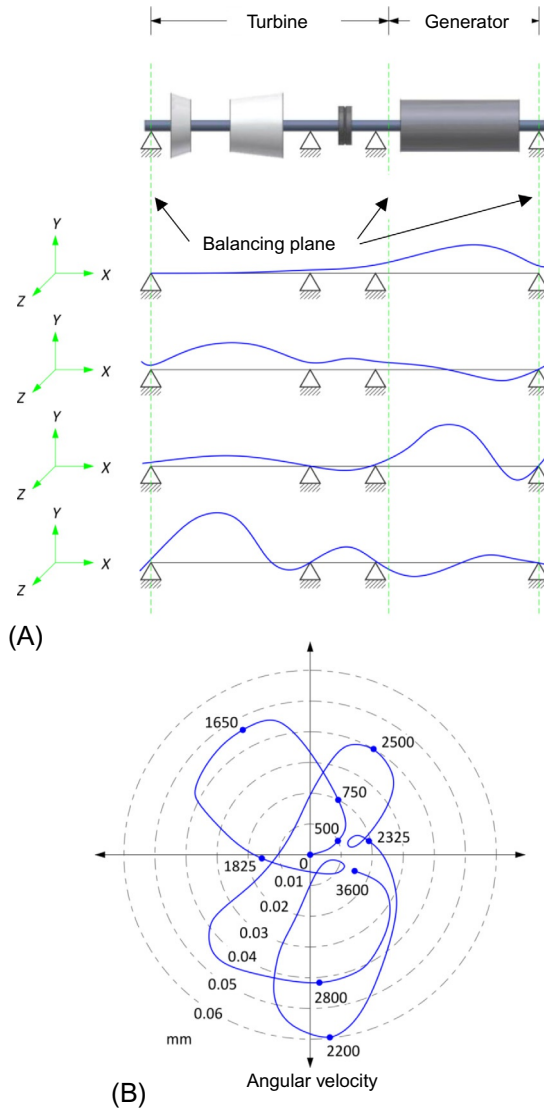 Turbine Generator
Balancing plane
Y
X
Z
Y
X
Z
Y
X
Z
Y
X
Z
(A)
1650
2500
750
500
2325
0
1825
0.01
3600
0.02
0.03
0.04
0.05
2800
0.06
mm
2200
Angular velocity
(B)